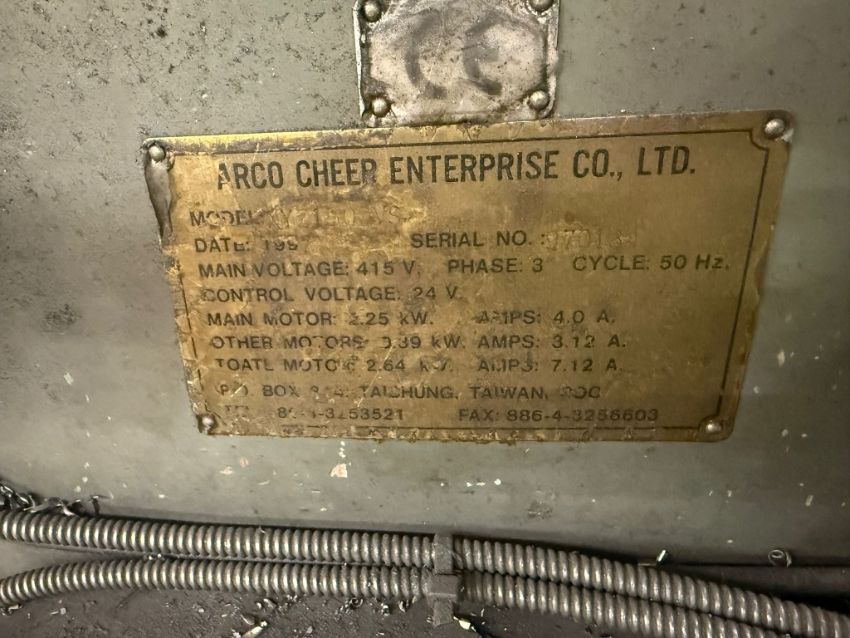 CE
ARCO CHEER ENTERPRISE CO., LTD.
MODEL:
DATE: SERIAL NO. :
MAIN VOLTAGE: 415 V. PHASE: 3 CYCLE: 50 Hz.
CONTROL VOLTAGE: 24 V.
MAIN MOTOR: 2.25 kW. AMPS: 4.0 A.
OTHER MOTORS: kW. AMPS: 3.12 A.
TOATL MOTOR: 2.64 kW. AMPS: 7.12 A.
P.O. BOX TAICHUNG, TAIWAN, ROC
FAX: 886-4-3256603